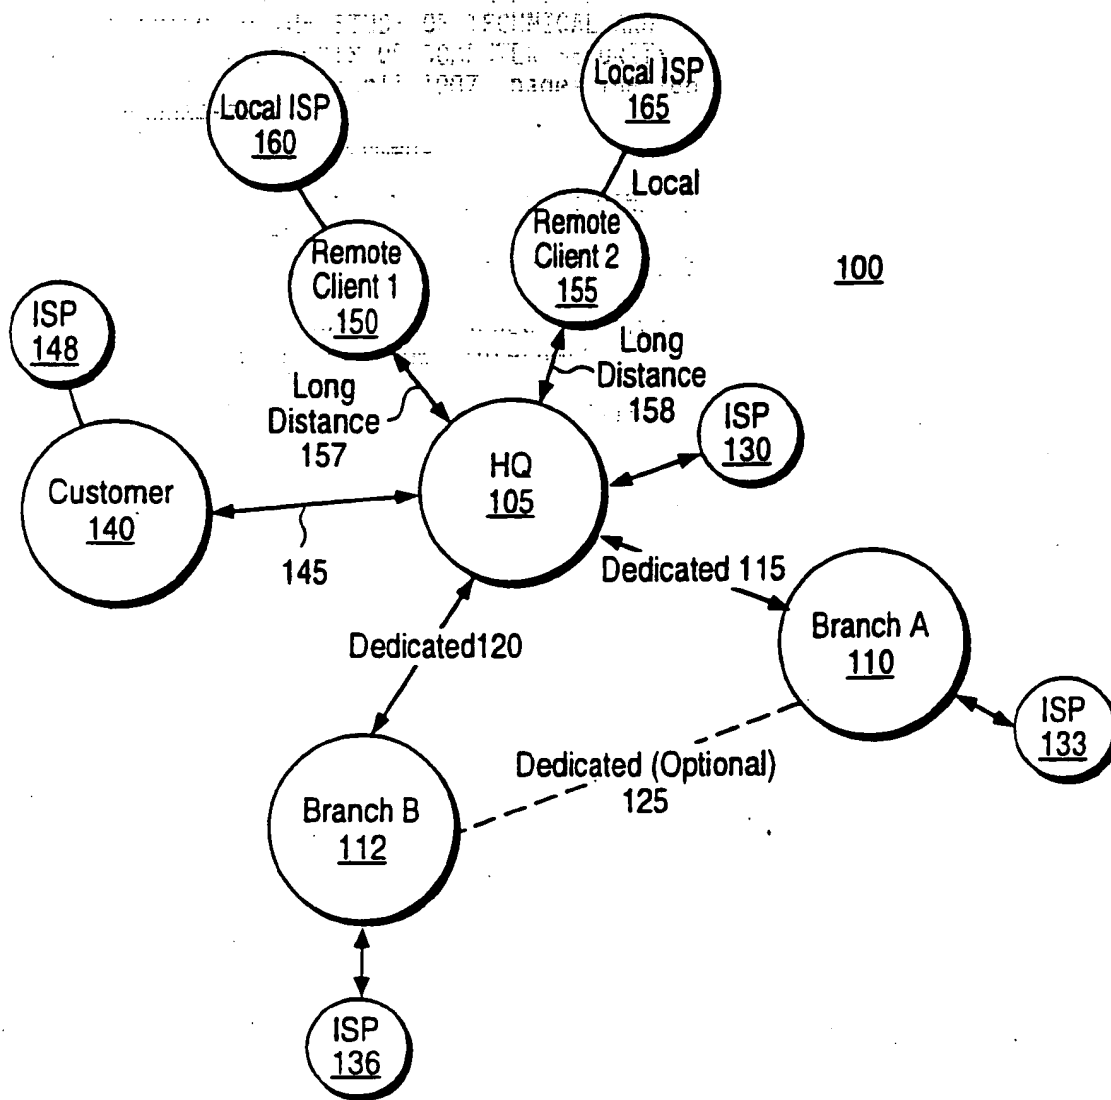 Local ISP
160
Local ISP
165
Local
Remote
Client 1
150
Remote
Client 2
155
100
ISP
148
Long
Distance
157
Long
Distance
158
ISP
130
HQ
105
Customer
140
145
Dedicated 115
Branch A
110
Dedicated120
ISP
133
Dedicated (Optional)
125
Branch B
112
ISP
136